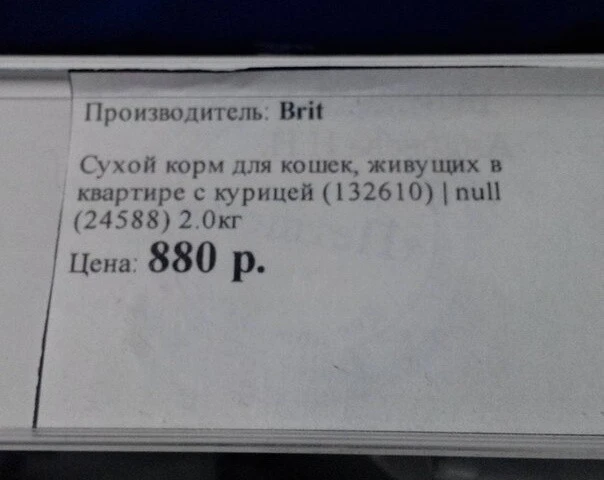 Производитель: Brit
Сухой корм для кошек, живущих в
квартире с курицей (132610) | null
(24588) 2.0кг
Цена: 880 р.